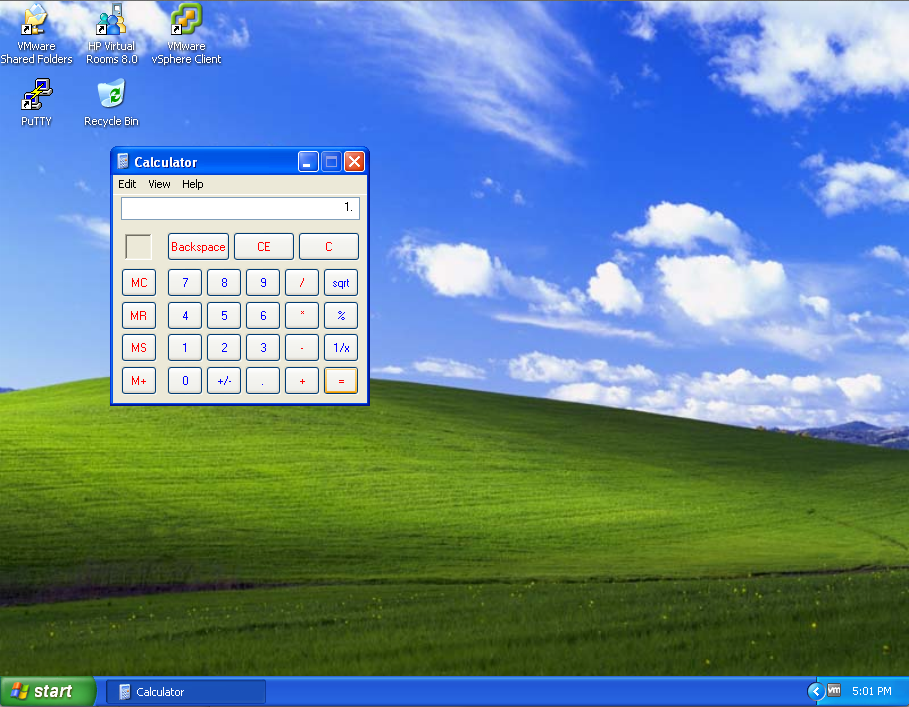 VMware
Shared Folders
HP Virtual
Rooms 8.0
VMware
vSphere Client
PuTTY
Recycle Bin
Calculator
Edit View Help
1.
Backspace CE C
MC 7 8 9 / sqrt
MR 4 5 6 * %
MS 1 2 3 - 1/x
M+ 0 +/- . + =
start Calculator vm 5:01 PM